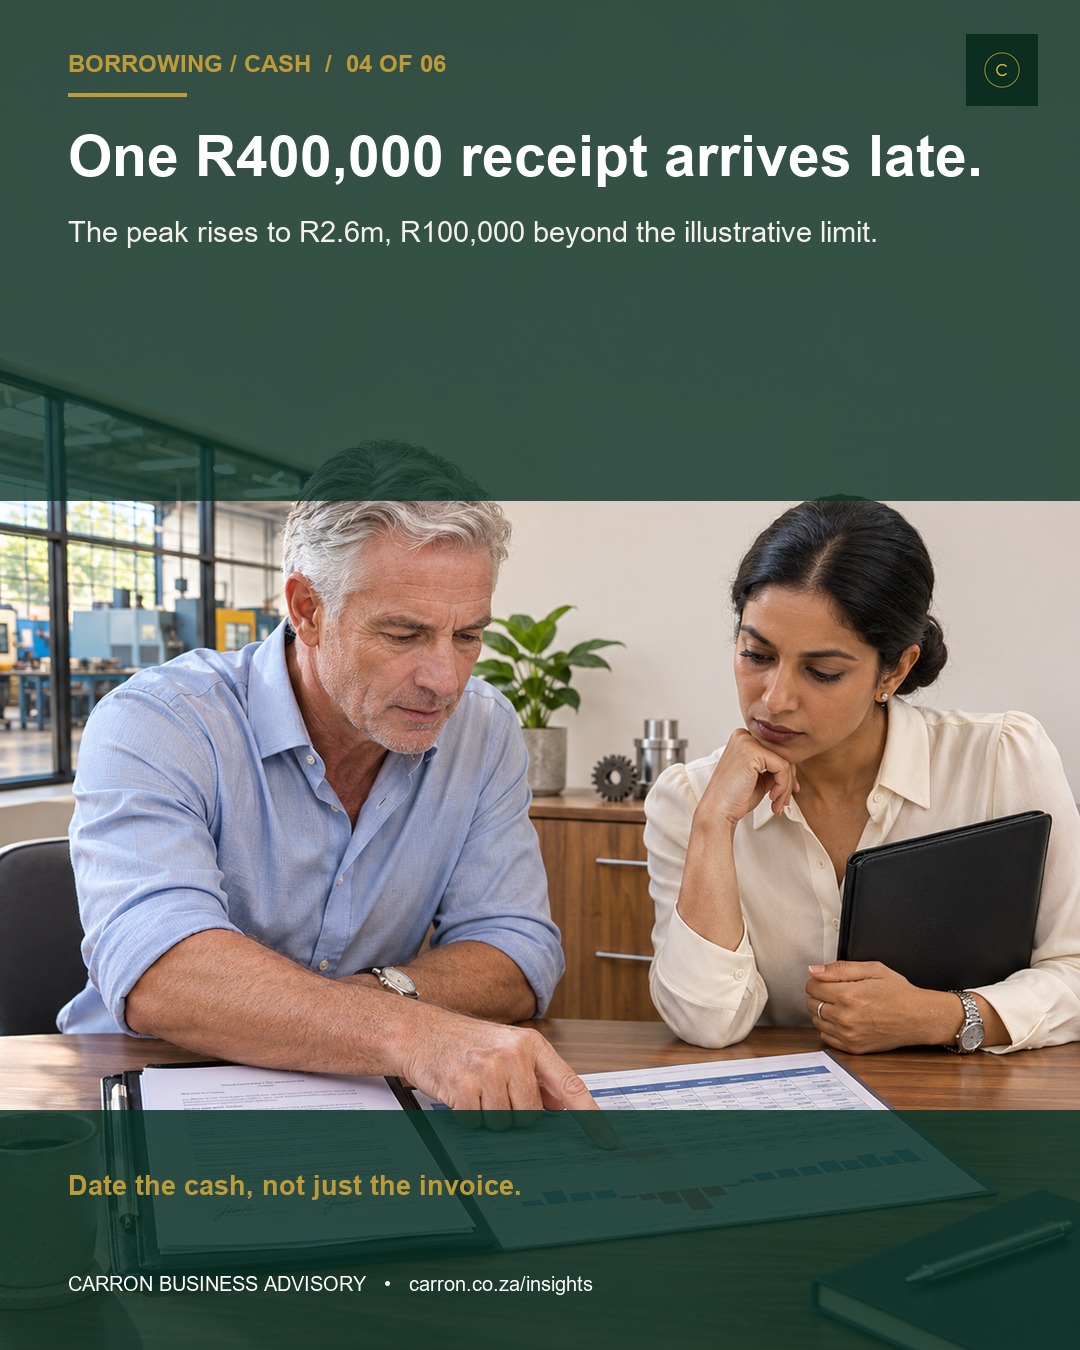 BORROWING / CASH / 04 OF 06
C
One R400,000 receipt arrives late.
The peak rises to R2.6m, R100,000 beyond the illustrative limit.
Date the cash, not just the invoice.
CARRON BUSINESS ADVISORY • carron.co.za/insights